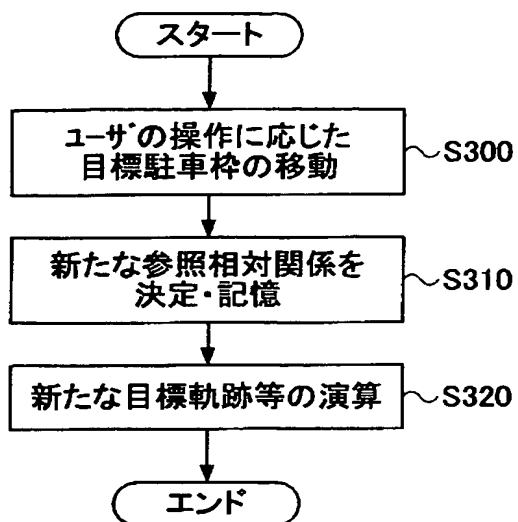 スタート
ユーザの操作に応じた
目標駐車枠の移動
S300
新たな参照相対関係を
決定・記憶
S310
新たな目標軌跡等の演算
S320
エンド